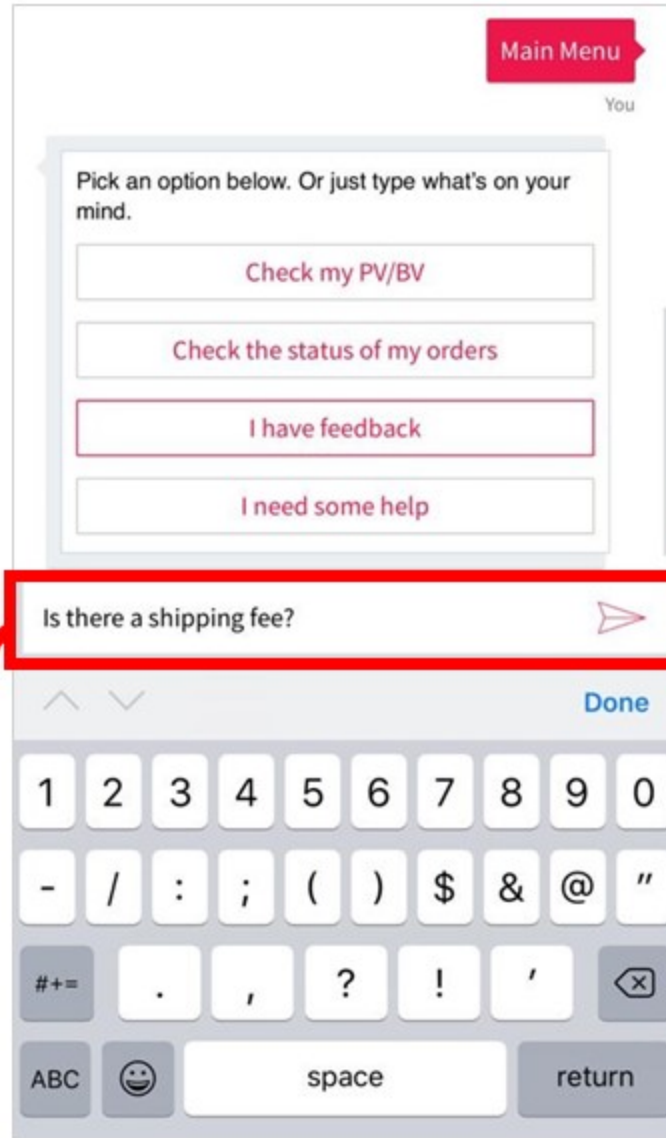 Main Menu
You
Pick an option below. Or just type what's on your
mind.
Check my PV/BV
Check the status of my orders
I have feedback
I need some help
Is there a shipping fee?
Done
1 2 3 4 5 6 7 8 9 0
- / : ; ( ) $ & @ "
#+= . , ? ! '
ABC space return